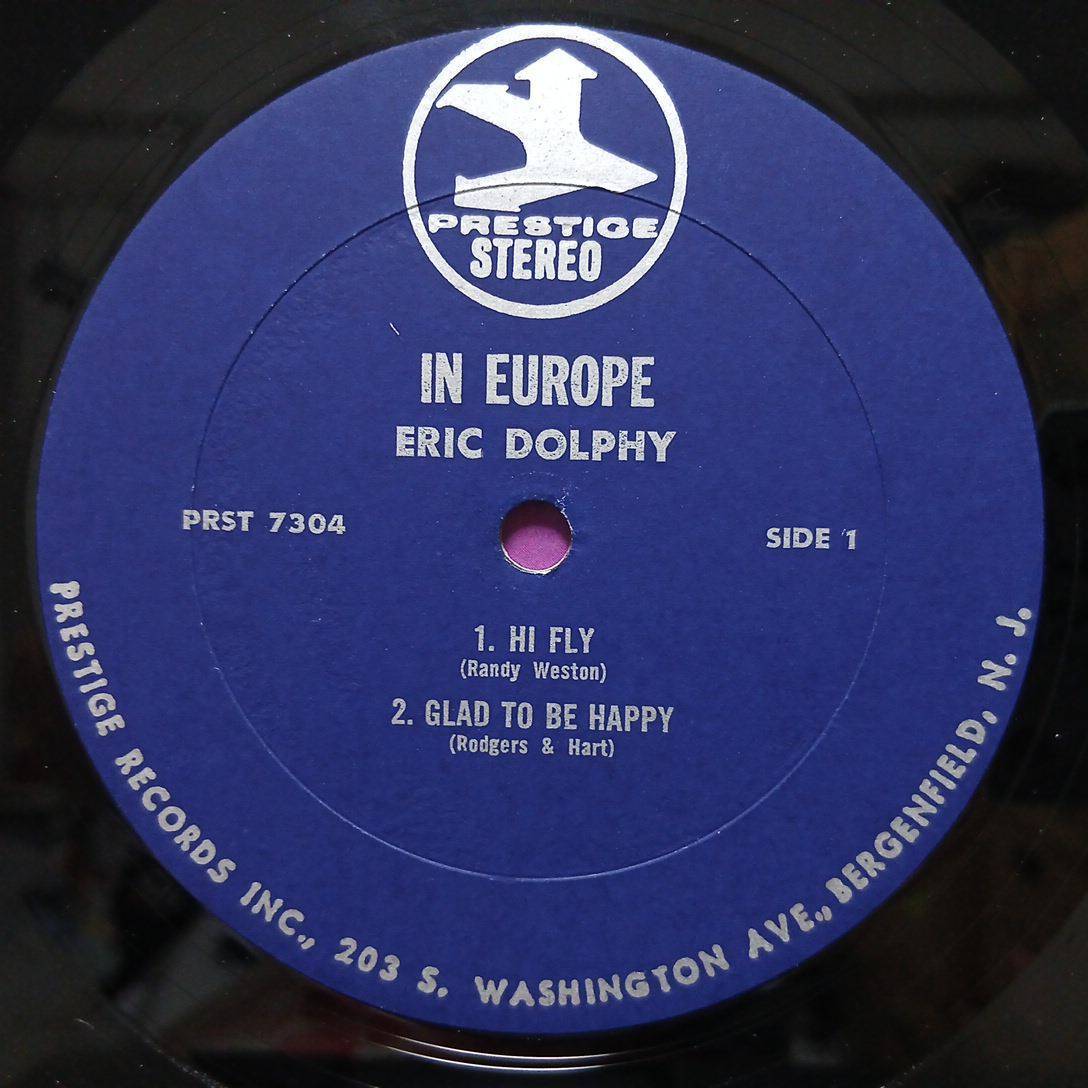 PRESTIGE
STEREO
IN EUROPE
ERIC DOLPHY
PRST 7304
SIDE 1
1. HI FLY
(Randy Weston)
2. GLAD TO BE HAPPY
(Rodgers & Hart)
PRESTIGE RECORDS INC., 203 S. WASHINGTON AVE., BERGENFIELD, N. J.